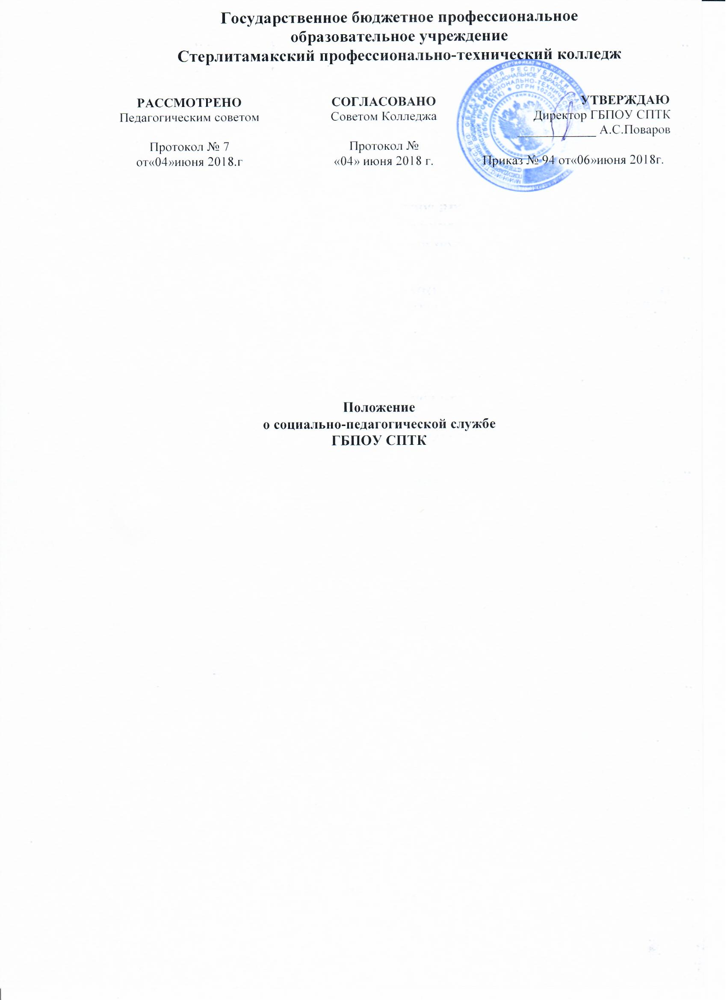 Государственное бюджетное профессиональное
образовательное учреждение
Стерлитамакский профессионально-технический колледж
РАССМОТРЕНО
Педагогическим советом
Протокол № 7
от«04»июня 2018.г
СОГЛАСОВАНО
Советом Колледжа
Протокол №
«04» июня 2018 г.
УТВЕРЖДАЮ
Директор ГБПОУ СПТК
____________ А.С.Поваров
Приказ № 94 от«06»июня 2018г.
Положение
о социально-педагогической службе
ГБПОУ СПТК